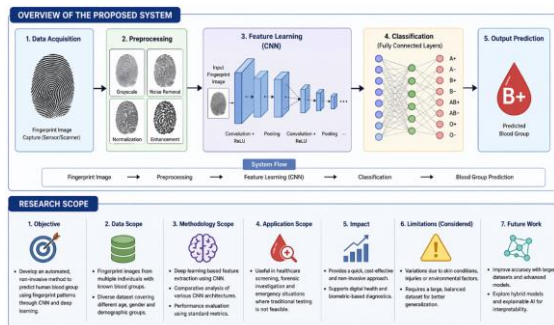 OVERVIEW OF THE PROPOSED SYSTEM
1. Data Acquisition
Fingerprint Image
Capture (Sensor/Scanner)
2. Preprocessing
Grayscale
Noise Removal
Normalization
Enhancement
3. Feature Learning
(CNN)
Input
Fingerprint
Image
Convolution +
ReLU
Pooling
Convolution +
ReLU
Pooling
...
4. Classification
(Fully Connected Layers)
A+
A-
B+
B-
AB+
AB-
O+
O-
5. Output Prediction
B+
Predicted
Blood Group
System Flow
Fingerprint Image
Preprocessing
Feature Learning (CNN)
Classification
Blood Group Prediction
RESEARCH SCOPE
1. Objective
Develop an automated,
non-invasive method to
predict human blood group
using fingerprint patterns
through CNN and deep
learning.
2. Data Scope
• Fingerprint images from
multiple individuals with
known blood groups.
• Diverse dataset covering
different age, gender and
demographic groups.
3. Methodology Scope
• Deep learning based feature
extraction using CNN.
• Comparative analysis of
various CNN architectures.
• Performance evaluation using
standard metrics.
4. Application Scope
• Useful in healthcare
screening, forensic
investigation and
emergency situations
where traditional testing
is not feasible.
5. Impact
• Provides a quick, cost-effective
and non-invasive approach.
• Supports digital health and
biometric-based diagnostics.
6. Limitations (Considered)
• Variations due to skin conditions,
injuries or environmental factors.
• Requires a large, balanced
dataset for better
generalization.
7. Future Work
• Improve accuracy with larger
datasets and advanced
models.
• Explore hybrid models and
explainable AI for
interpretability.